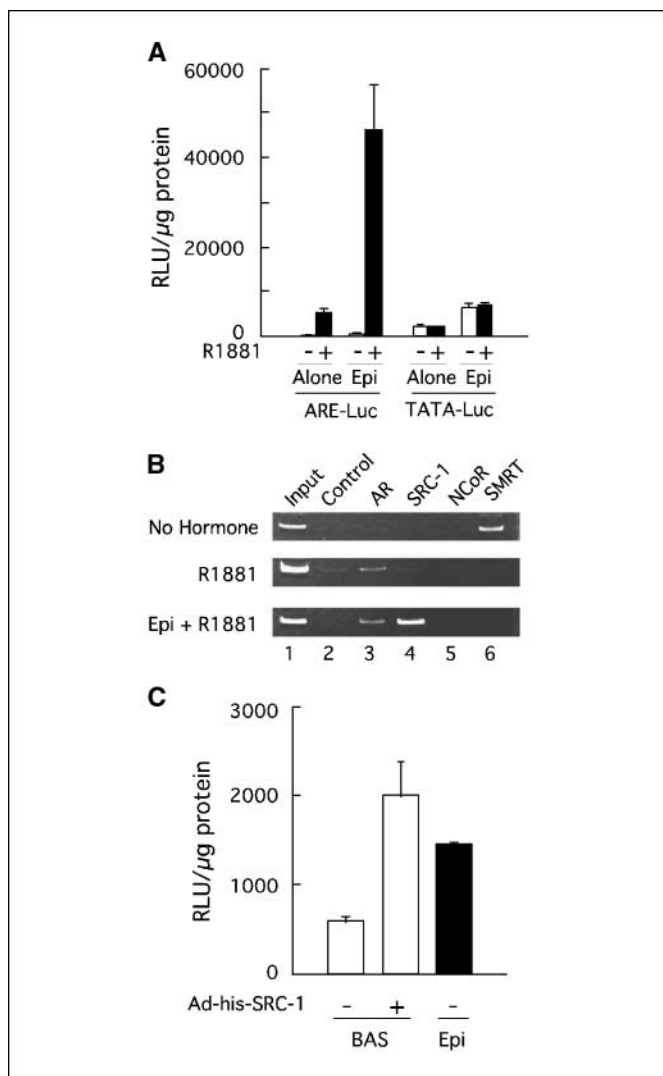 A
60000
40000
20000
0
RLU/µg protein
R1881 - + - + - + - +
Alone Epi Alone Epi
ARE-Luc TATA-Luc
B
Input Control AR SRC-1 NCoR SMRT
No Hormone
R1881
Epi + R1881
1 2 3 4 5 6
C
3000
2000
1000
0
RLU/µg protein
Ad-his-SRC-1 - + -
BAS Epi